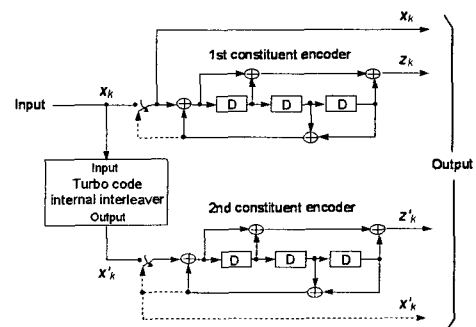 x_k
1st constituent encoder
z_k
x_k
Input
D
D
D
Input
Turbo code
internal interleaver
Output
Output
2nd constituent encoder
z'_k
x'_k
D
D
D
x'_k